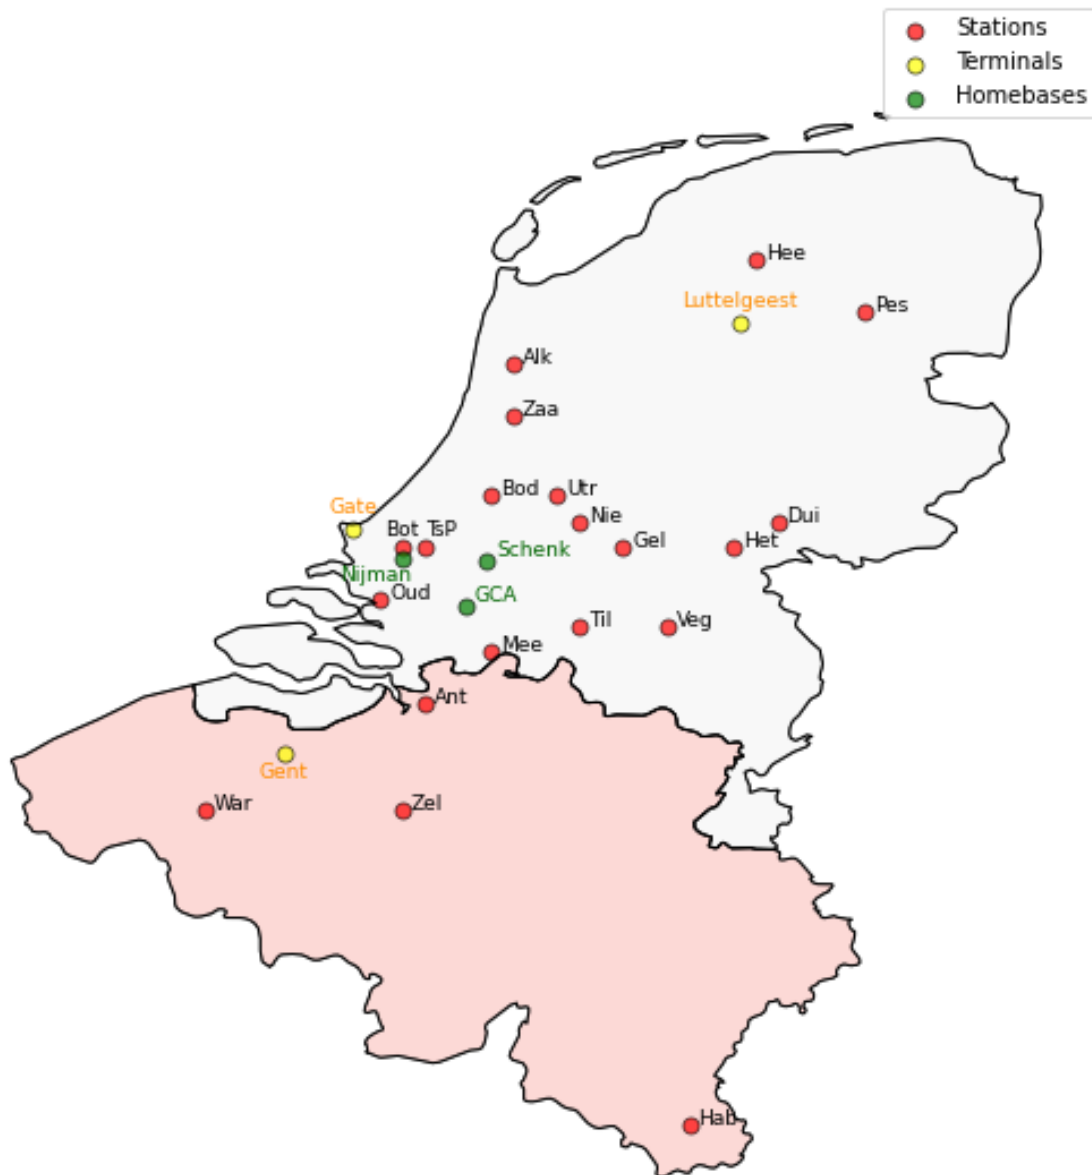 Stations
Terminals
Homebases
Hee
Luttelgeest
Pes
Alk
Zaa
Bod
Utr
Gate
Nie
Dui
Bot
TsP
Gel
Het
Schenk
Nijman
Oud
GCA
Til
Veg
Mee
Ant
Gent
War
Zel
Hab